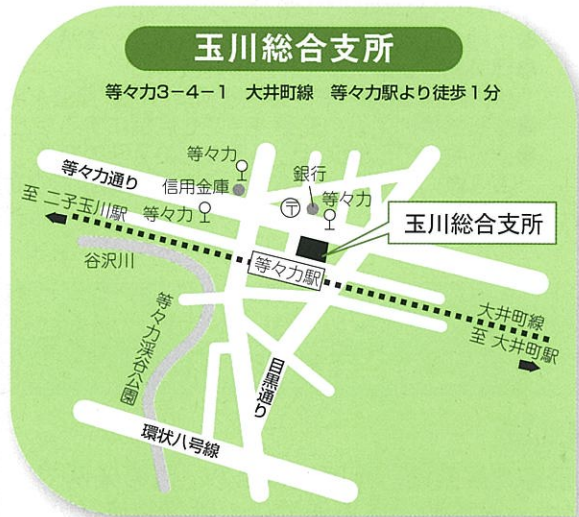 玉川総合支所
等々力3-4-1 大井町線 等々力駅より徒歩1分
等々力
銀行
等々力通り
信用金庫
等々力
至 二子玉川駅
等々力
〒
玉川総合支所
谷沢川
等々力駅
等々力渓谷公園
大井町線
至 大井町駅
目黒通り
環状八号線